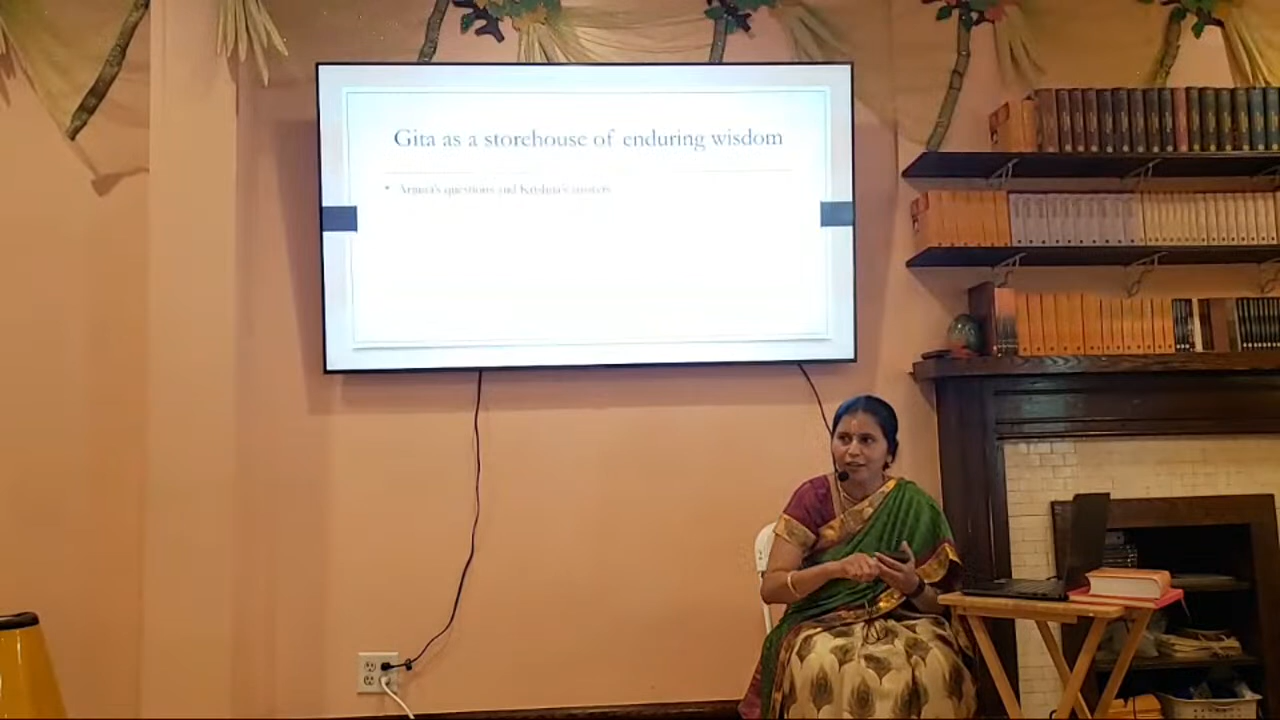 Gita as a storehouse of enduring wisdom
• Arjuna's questions and Krishna's answers